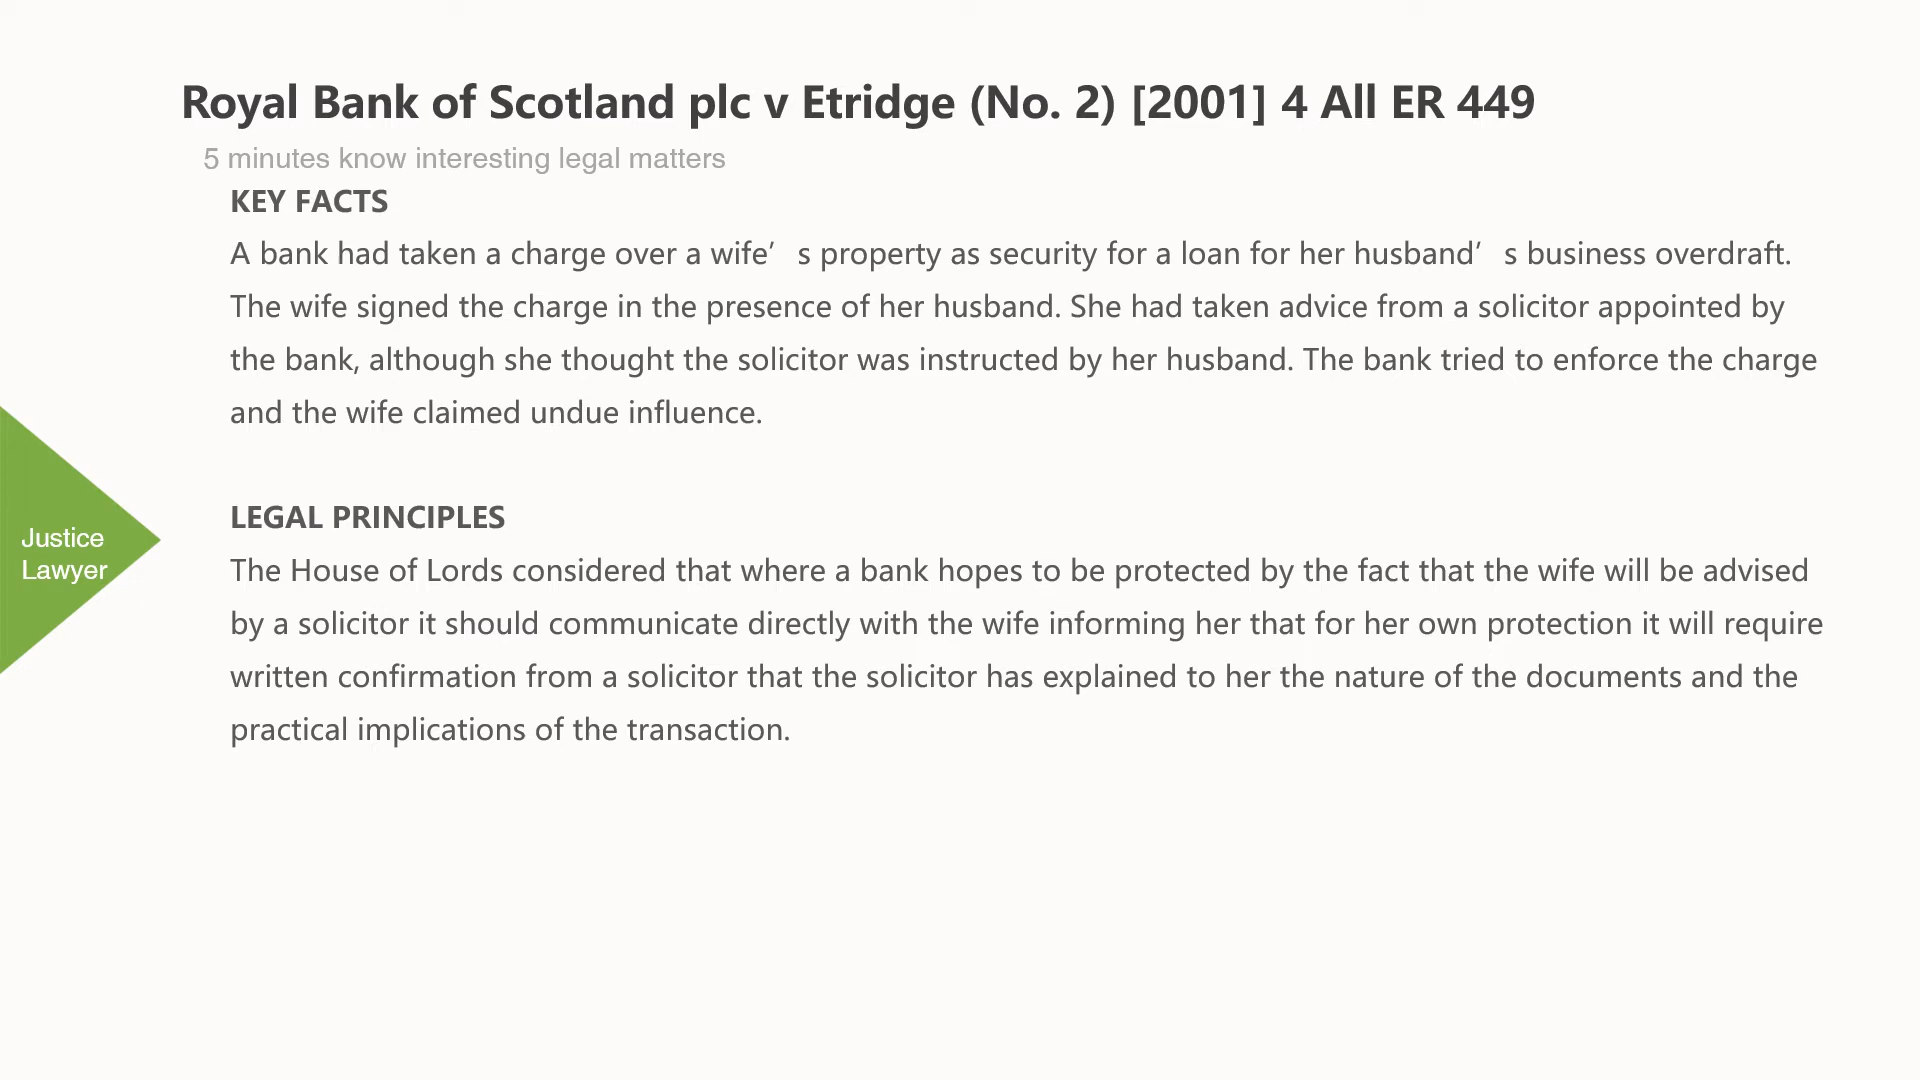 Royal Bank of Scotland plc v Etridge (No. 2) [2001] 4 All ER 449
5 minutes know interesting legal matters
KEY FACTS
A bank had taken a charge over a wife’ s property as security for a loan for her husband’ s business overdraft.
The wife signed the charge in the presence of her husband. She had taken advice from a solicitor appointed by
the bank, although she thought the solicitor was instructed by her husband. The bank tried to enforce the charge
and the wife claimed undue influence.
LEGAL PRINCIPLES
The House of Lords considered that where a bank hopes to be protected by the fact that the wife will be advised
by a solicitor it should communicate directly with the wife informing her that for her own protection it will require
written confirmation from a solicitor that the solicitor has explained to her the nature of the documents and the
practical implications of the transaction.
Justice
Lawyer